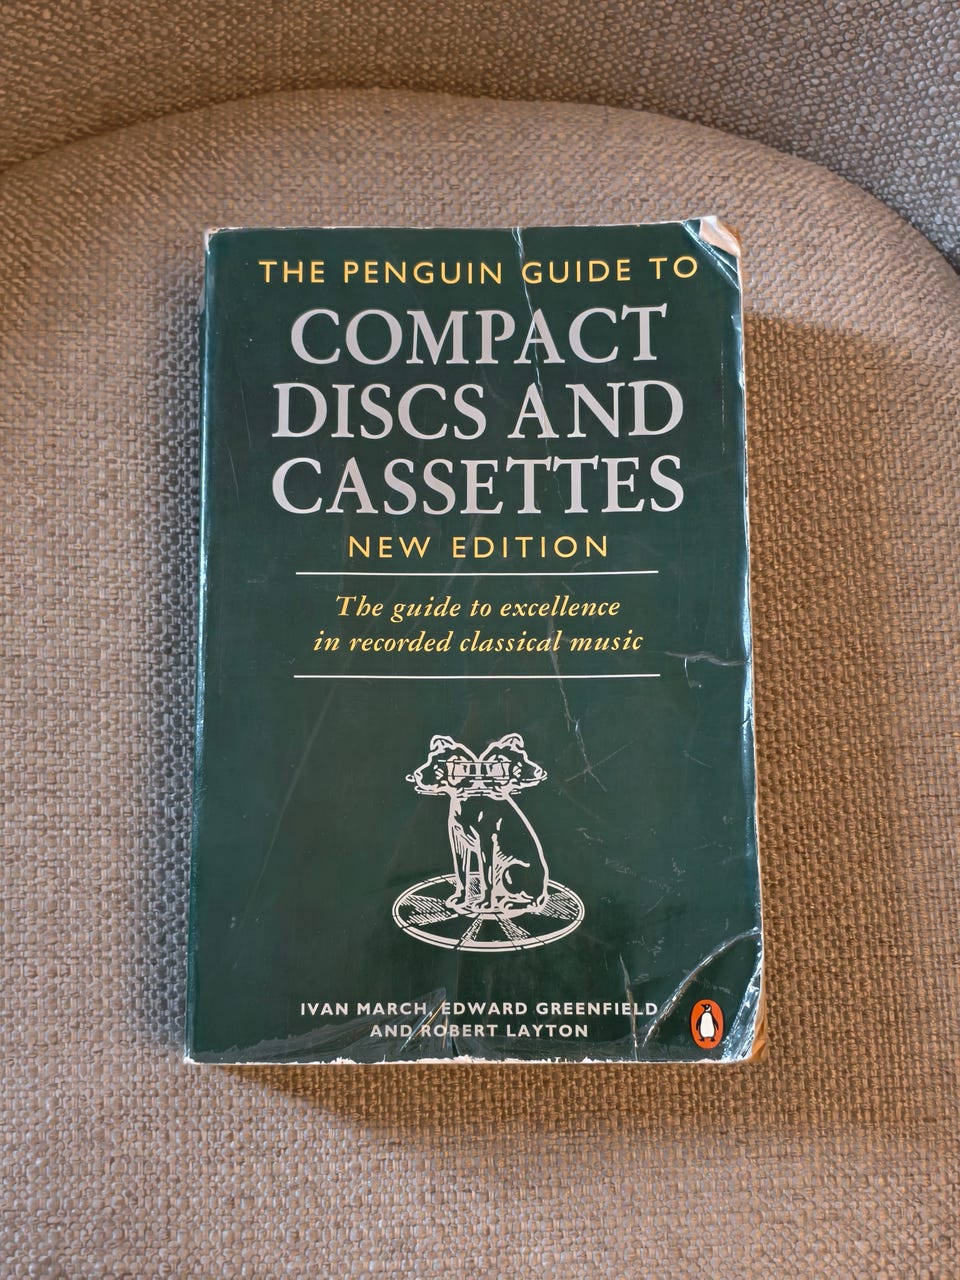 THE PENGUIN GUIDE TO
COMPACT
DISCS AND
CASSETTES
NEW EDITION
The guide to excellence
in recorded classical music
IVAN MARCH, EDWARD GREENFIELD
AND ROBERT LAYTON